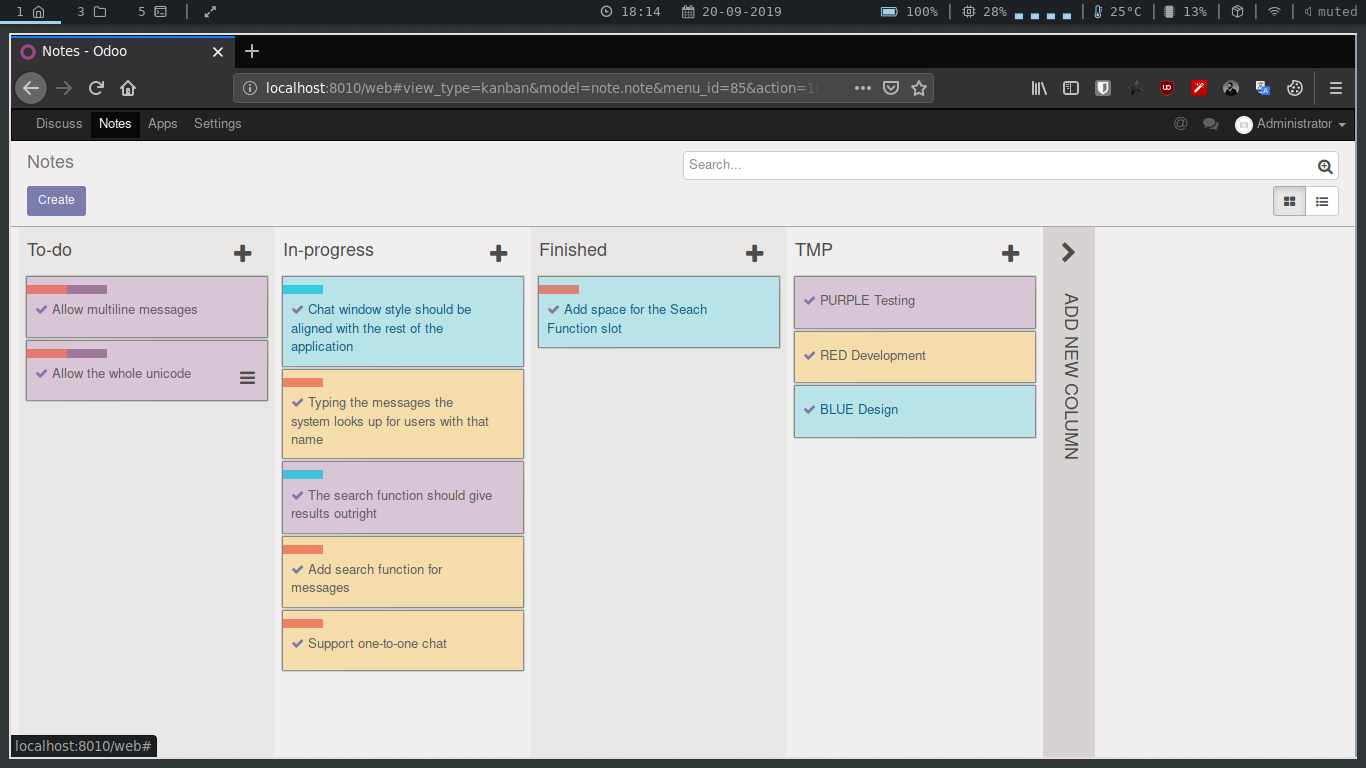 1 3 5 18:14 20-09-2019 100% 28% 25°C 13% muted
Notes - Odoo
localhost:8010/web#view_type=kanban&model=note.note&menu_id=85&action=1
Discuss Notes Apps Settings Administrator
Notes
Search...
Create
To-do
Allow multiline messages
Allow the whole unicode
In-progress
Chat window style should be
aligned with the rest of the
application
Typing the messages the
system looks up for users with that
name
The search function should give
results outright
Add search function for
messages
Support one-to-one chat
Finished
Add space for the Seach
Function slot
TMP
PURPLE Testing
RED Development
BLUE Design
ADD NEW COLUMN
localhost:8010/web#